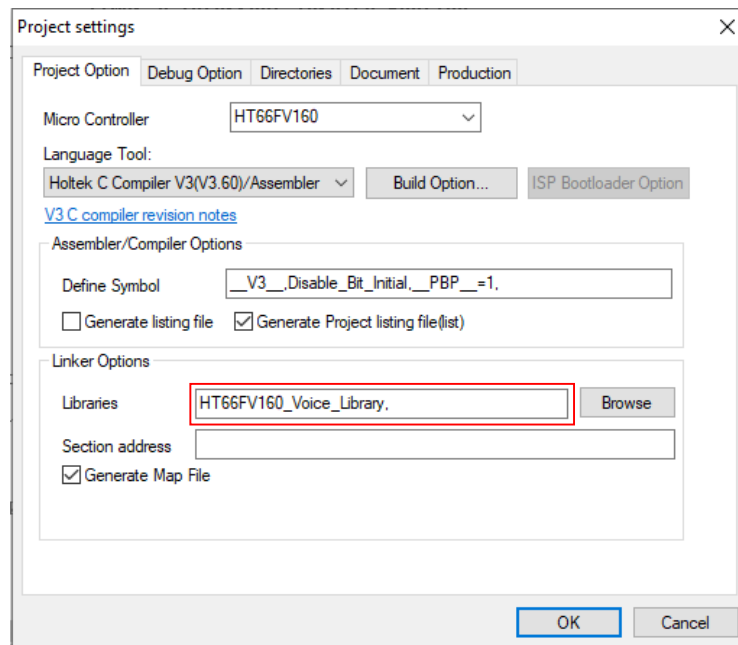 Project settings
Project Option Debug Option Directories Document Production
Micro Controller HT66FV160
Language Tool:
Holtek C Compiler V3(V3.60)/Assembler Build Option... ISP Bootloader Option
V3 C compiler revision notes
Assembler/Compiler Options
Define Symbol __V3__,Disable_Bit_Initial,__PBP__=1,
Generate listing file Generate Project listing file(list)
Linker Options
Libraries HT66FV160_Voice_Library, Browse
Section address
Generate Map File
OK Cancel